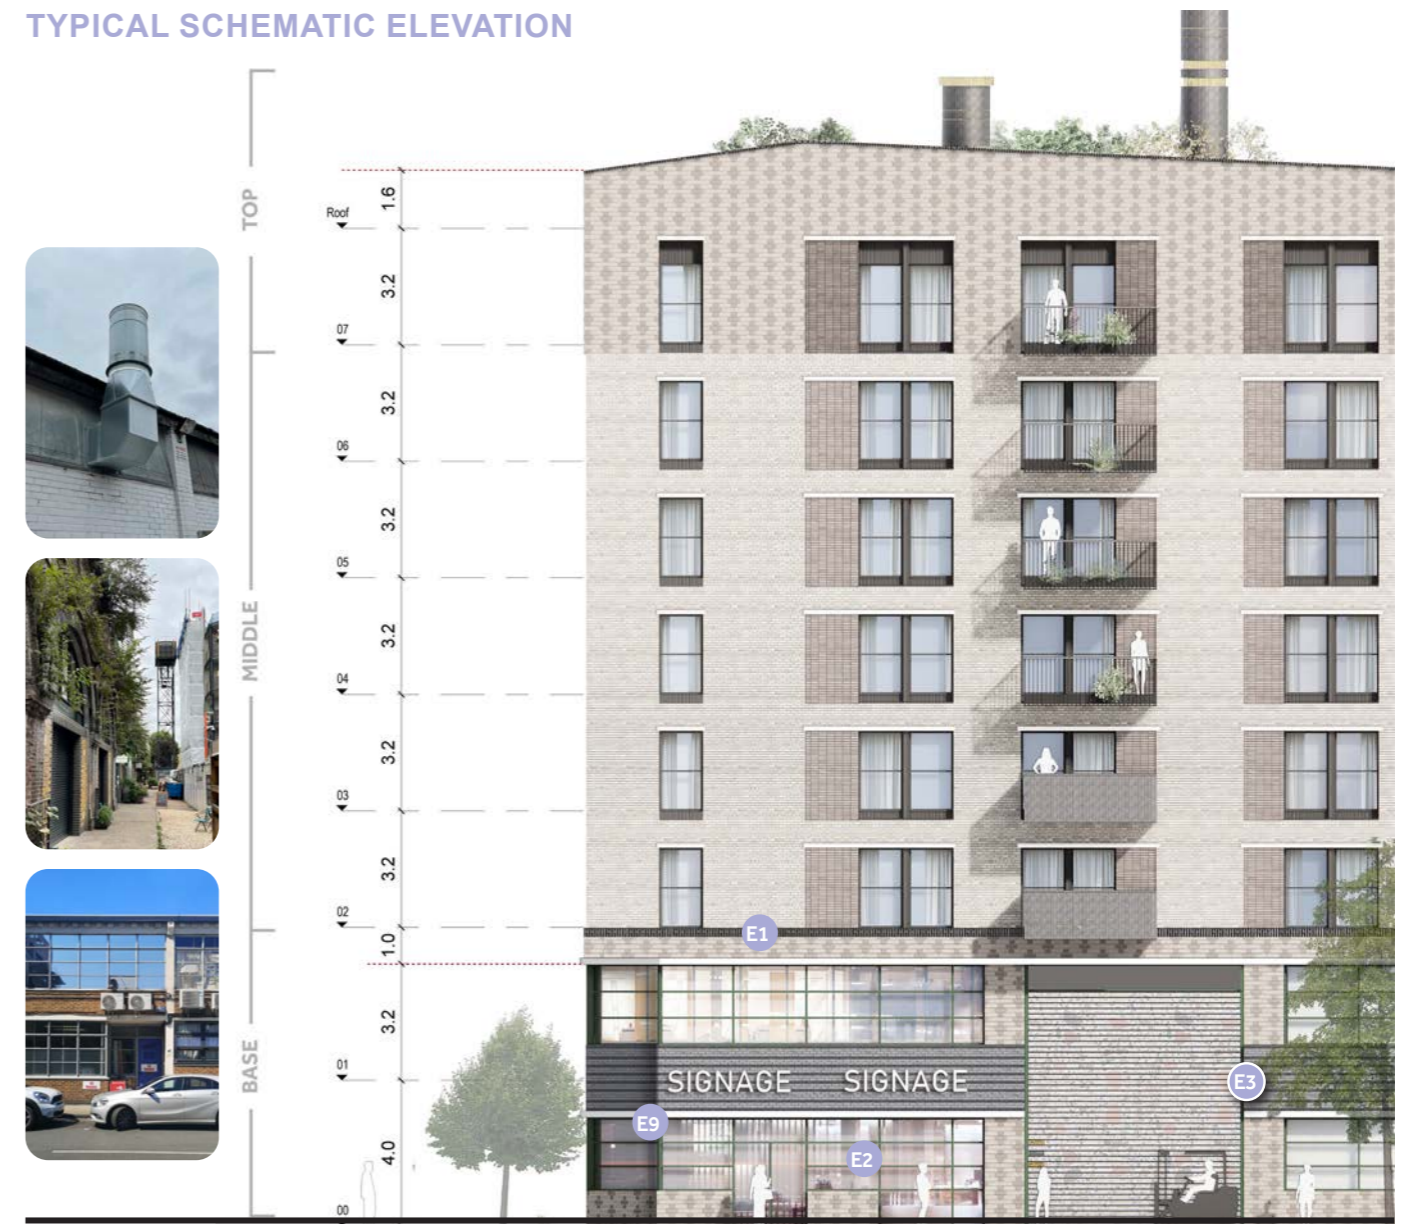 TYPICAL SCHEMATIC ELEVATION
TOP
MIDDLE
BASE
1.6
Roof
3.2
07
3.2
06
3.2
05
3.2
04
3.2
03
3.2
02
1.0
3.2
01
4.0
00
E1
SIGNAGE SIGNAGE
E3
E9
E2